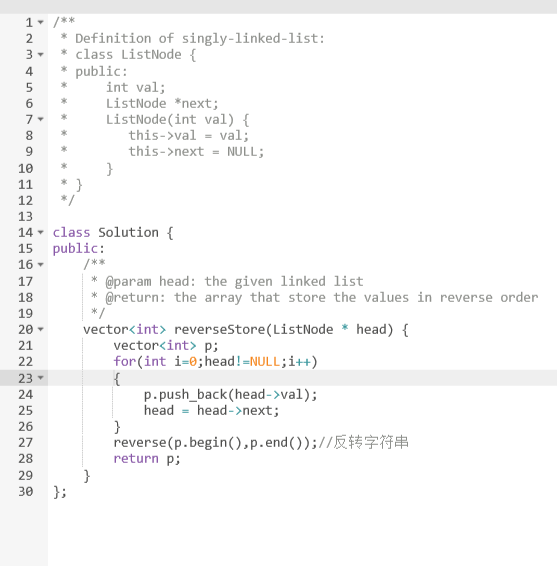 1 /**
2  * Definition of singly-linked-list:
3  * class ListNode {
4  * public:
5  *     int val;
6  *     ListNode *next;
7  *     ListNode(int val) {
8  *        this->val = val;
9  *        this->next = NULL;
10  *     }
11  * }
12  */
13
14 class Solution {
15 public:
16     /**
17      * @param head: the given linked list
18      * @return: the array that store the values in reverse order
19      */
20     vector<int> reverseStore(ListNode * head) {
21         vector<int> p;
22         for(int i=0;head!=NULL;i++)
23         {
24             p.push_back(head->val);
25             head = head->next;
26         }
27         reverse(p.begin(),p.end());//反转字符串
28         return p;
29     }
30 };